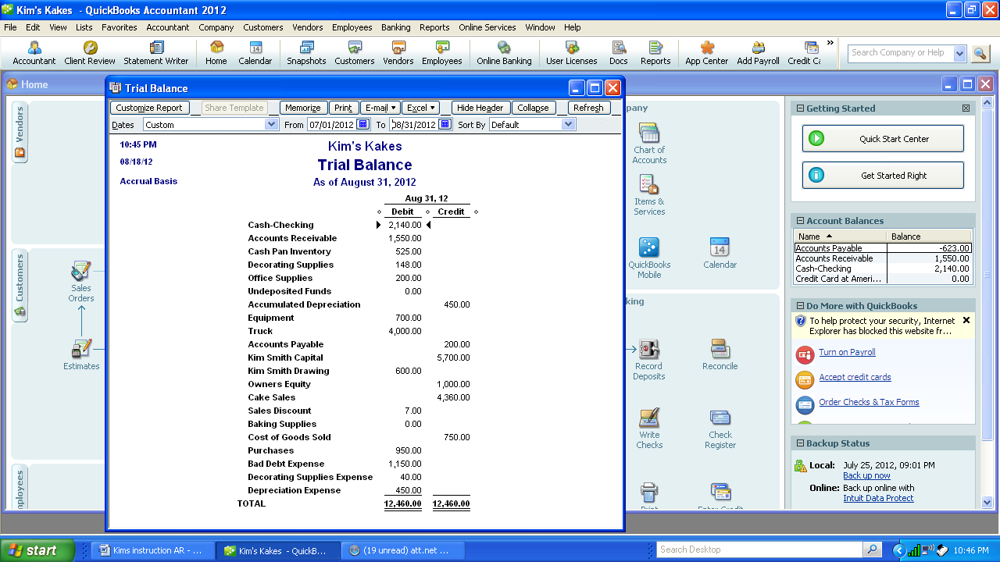 Kim's Kakes - QuickBooks Accountant 2012
File Edit View Lists Favorites Accountant Company Customers Vendors Employees Banking Reports Online Services Window Help
Accountant Client Review Statement Writer Home Calendar Snapshots Customers Vendors Employees Online Banking User Licenses Docs Reports App Center Add Payroll Credit Ca »
Search Company or Help
Home
Vendors
Customers
Sales Orders
Estimates
mployees
Trial Balance
Customize Report Share Template Memorize Print E-mail Excel Hide Header Collapse Refresh
Dates Custom From 07/01/2012 To 08/31/2012 Sort By Default
10:45 PM
08/18/12
Accrual Basis
Kim's Kakes
Trial Balance
As of August 31, 2012
Aug 31, 12
Debit Credit
Cash-Checking 2,140.00
Accounts Receivable 1,550.00
Cash Pan Inventory 525.00
Decorating Supplies 148.00
Office Supplies 200.00
Undeposited Funds 0.00
Accumulated Depreciation 450.00
Equipment 700.00
Truck 4,000.00
Accounts Payable 200.00
Kim Smith Capital 5,700.00
Kim Smith Drawing 600.00
Owners Equity 1,000.00
Cake Sales 4,360.00
Sales Discount 7.00
Baking Supplies 0.00
Cost of Goods Sold 750.00
Purchases 950.00
Bad Debt Expense 1,150.00
Decorating Supplies Expense 40.00
Depreciation Expense 450.00
TOTAL 12,460.00 12,460.00
pany
Chart of
Accounts
Items &
Services
QuickBooks
Mobile
14
Calendar
king
Record
Deposits
Reconcile
Write
Checks
Check
Register
Getting Started
Quick Start Center
Get Started Right
Account Balances
Name Balance
Accounts Payable -623.00
Accounts Receivable 1,550.00
Cash-Checking 2,140.00
Credit Card at Ameri... 0.00
Do More with QuickBooks
To help protect your security, Internet
Explorer has blocked this website fr...
Turn on Payroll
Accept credit cards
Order Checks & Tax Forms
Backup Status
Local: July 25, 2012, 09:01 PM
Back up now
Online: Back up online with
Intuit Data Protect
start Kims instruction AR - ... Kim's Kakes - QuickB... (19 unread) att.net ... Search Desktop 10:46 PM